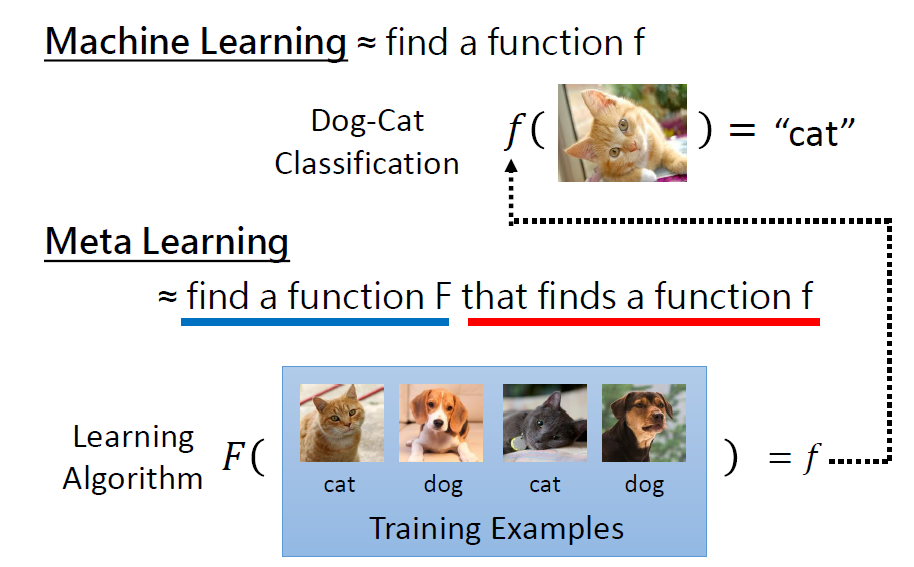 Machine Learning ≈ find a function f
Dog-Cat
Classification
f( ) = “cat”
Meta Learning
≈ find a function F that finds a function f
Learning
Algorithm
F( ) = f
cat dog cat dog
Training Examples